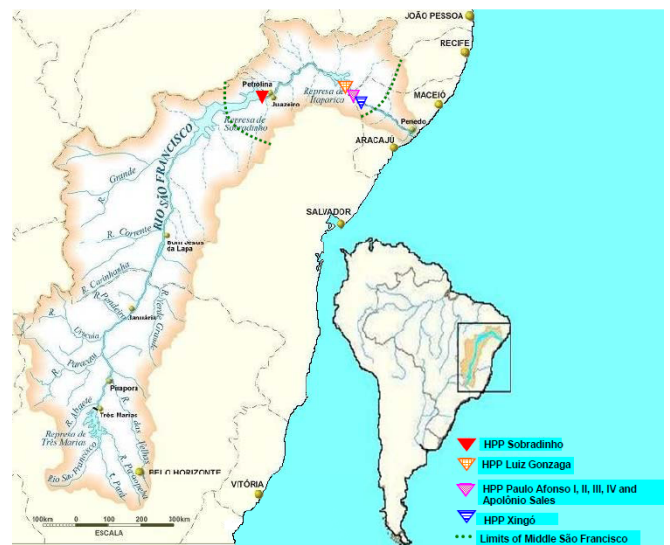 JOÃO PESSOA
RECIFE
Petrolina
Juazeiro
Represa de
Itaparica
MACEIÓ
Represa de
Sobradinho
Penedo
ARACAJÚ
RIO SÃO FRANCISCO
R. Grande
SALVADOR
R. Corrente
Bom Jesus
da Lapa
R. Carinhanha
R. Pandeiro
Januária
R. Verde Grande
R.
Urucuia
R. Paracatu
Pirapora
R. Abaeté
Três Marias
R. das Velhas
Represa de
Três Marias
Rio São Francisco
R. Pará
R. Paraopeba
BELO HORIZONTE
VITÓRIA
100km 0 100 200 300km
ESCALA
HPP Sobradinho
HPP Luiz Gonzaga
HPP Paulo Afonso I, II, III, IV and
Apolônio Sales
HPP Xingó
Limits of Middle São Francisco